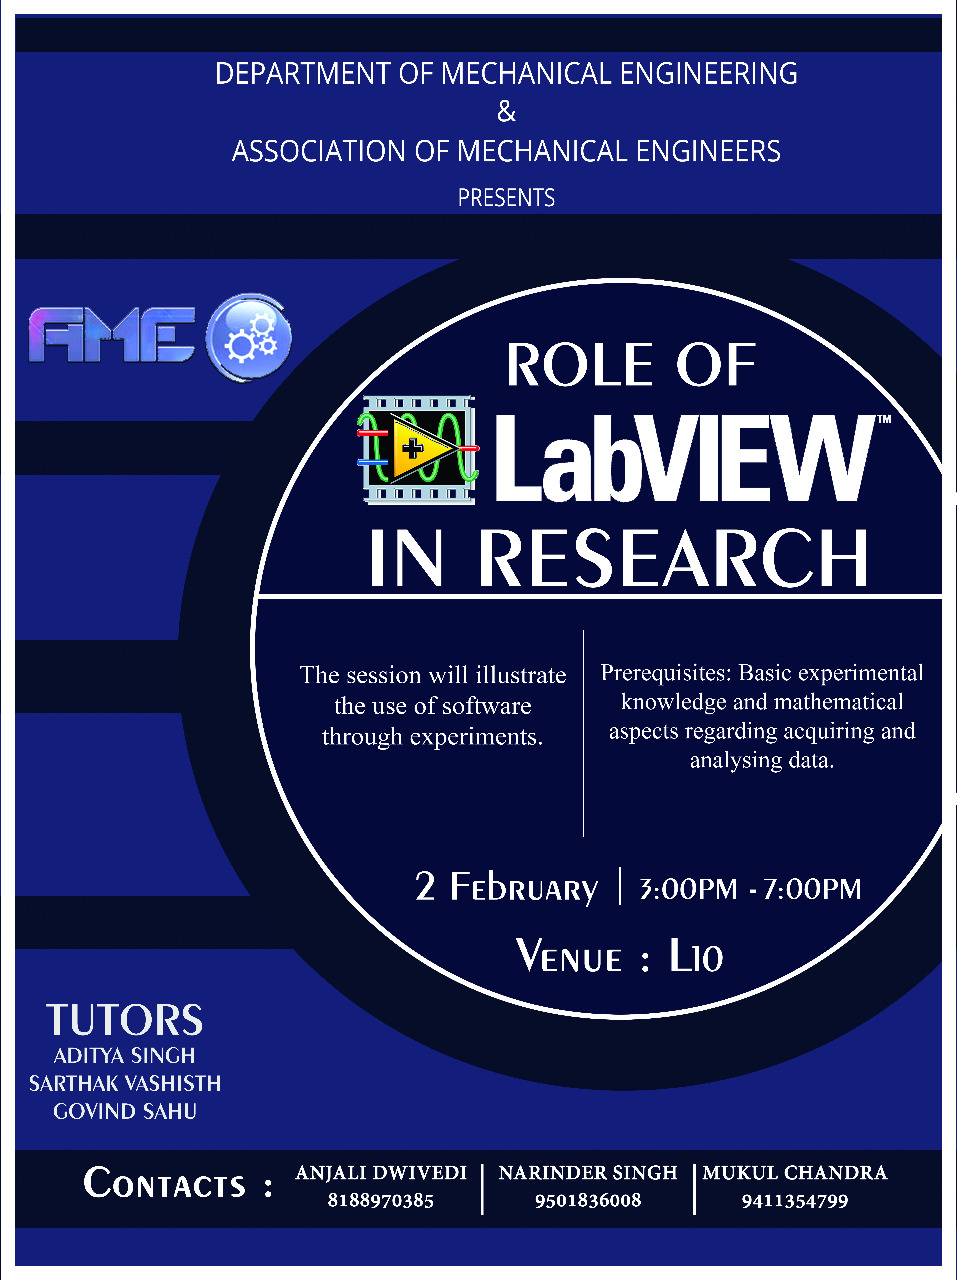 DEPARTMENT OF MECHANICAL ENGINEERING
&
ASSOCIATION OF MECHANICAL ENGINEERS
PRESENTS
AME
ROLE OF
LabVIEW™
IN RESEARCH
The session will illustrate
the use of software
through experiments.
Prerequisites: Basic experimental
knowledge and mathematical
aspects regarding acquiring and
analysing data.
2 February | 3:00PM - 7:00PM
Venue : L10
TUTORS
ADITYA SINGH
SARTHAK VASHISTH
GOVIND SAHU
Contacts :
ANJALI DWIVEDI
8188970385
NARINDER SINGH
9501836008
MUKUL CHANDRA
9411354799